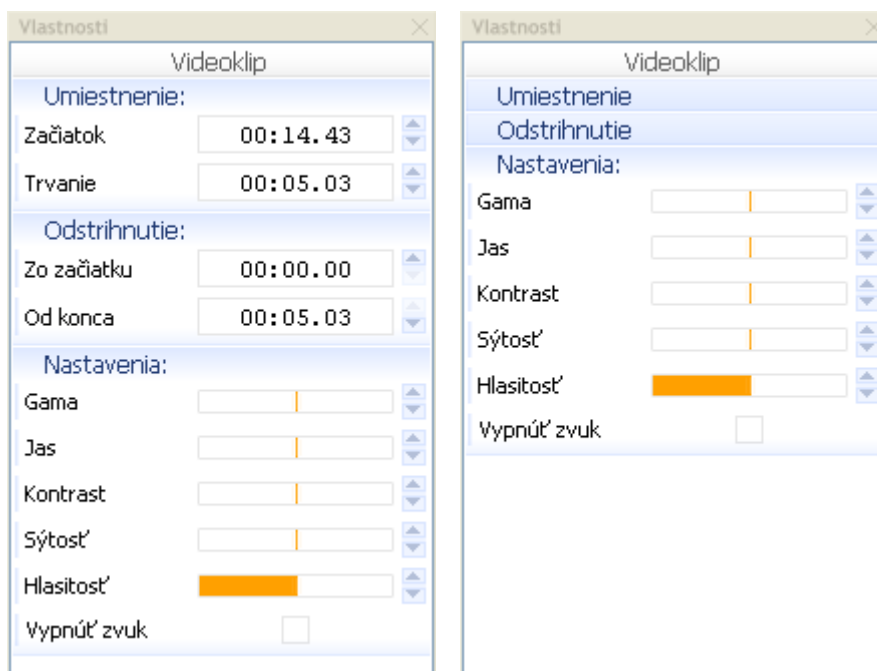 Vlastnosti
Videoklip
Umiestnenie:
Začiatok 00:14.43
Trvanie 00:05.03
Odstrihnutie:
Zo začiatku 00:00.00
Od konca 00:05.03
Nastavenia:
Gama
Jas
Kontrast
Sýtosť
Hlasitosť
Vypnúť zvuk
Vlastnosti
Videoklip
Umiestnenie
Odstrihnutie
Nastavenia:
Gama
Jas
Kontrast
Sýtosť
Hlasitosť
Vypnúť zvuk